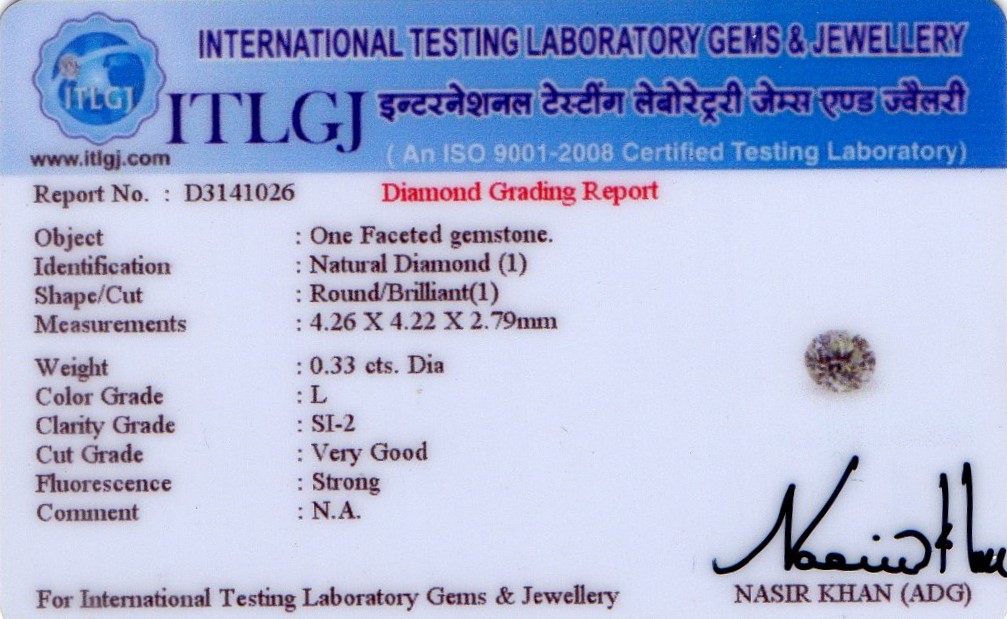 INTERNATIONAL TESTING LABORATORY GEMS & JEWELLERY
ITLGJ
ITLGJ इन्टरनेशनल टेस्टींग लेबोरेट्ररी जेम्स एण्ड ज्वैलरी
www.itlgj.com
( An ISO 9001-2008 Certified Testing Laboratory)
Report No. : D3141026
Diamond Grading Report
Object : One Faceted gemstone.
Identification : Natural Diamond (1)
Shape/Cut : Round/Brilliant(1)
Measurements : 4.26 X 4.22 X 2.79mm
Weight : 0.33 cts. Dia
Color Grade : L
Clarity Grade : SI-2
Cut Grade : Very Good
Fluorescence : Strong
Comment : N.A.
For International Testing Laboratory Gems & Jewellery
NASIR KHAN (ADG)